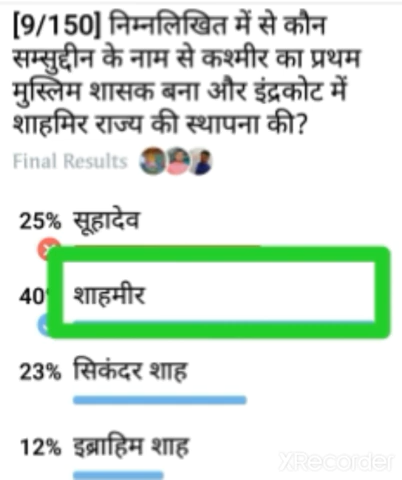 [9/150] निम्नलिखित में से कौन
सम्सुद्दीन के नाम से कश्मीर का प्रथम
मुस्लिम शासक बना और इंद्रकोट में
शाहमिर राज्य की स्थापना की?
Final Results
25% सूहादेव
40 शाहमीर
23% सिकंदर शाह
12% इब्राहिम शाह
XRecorder